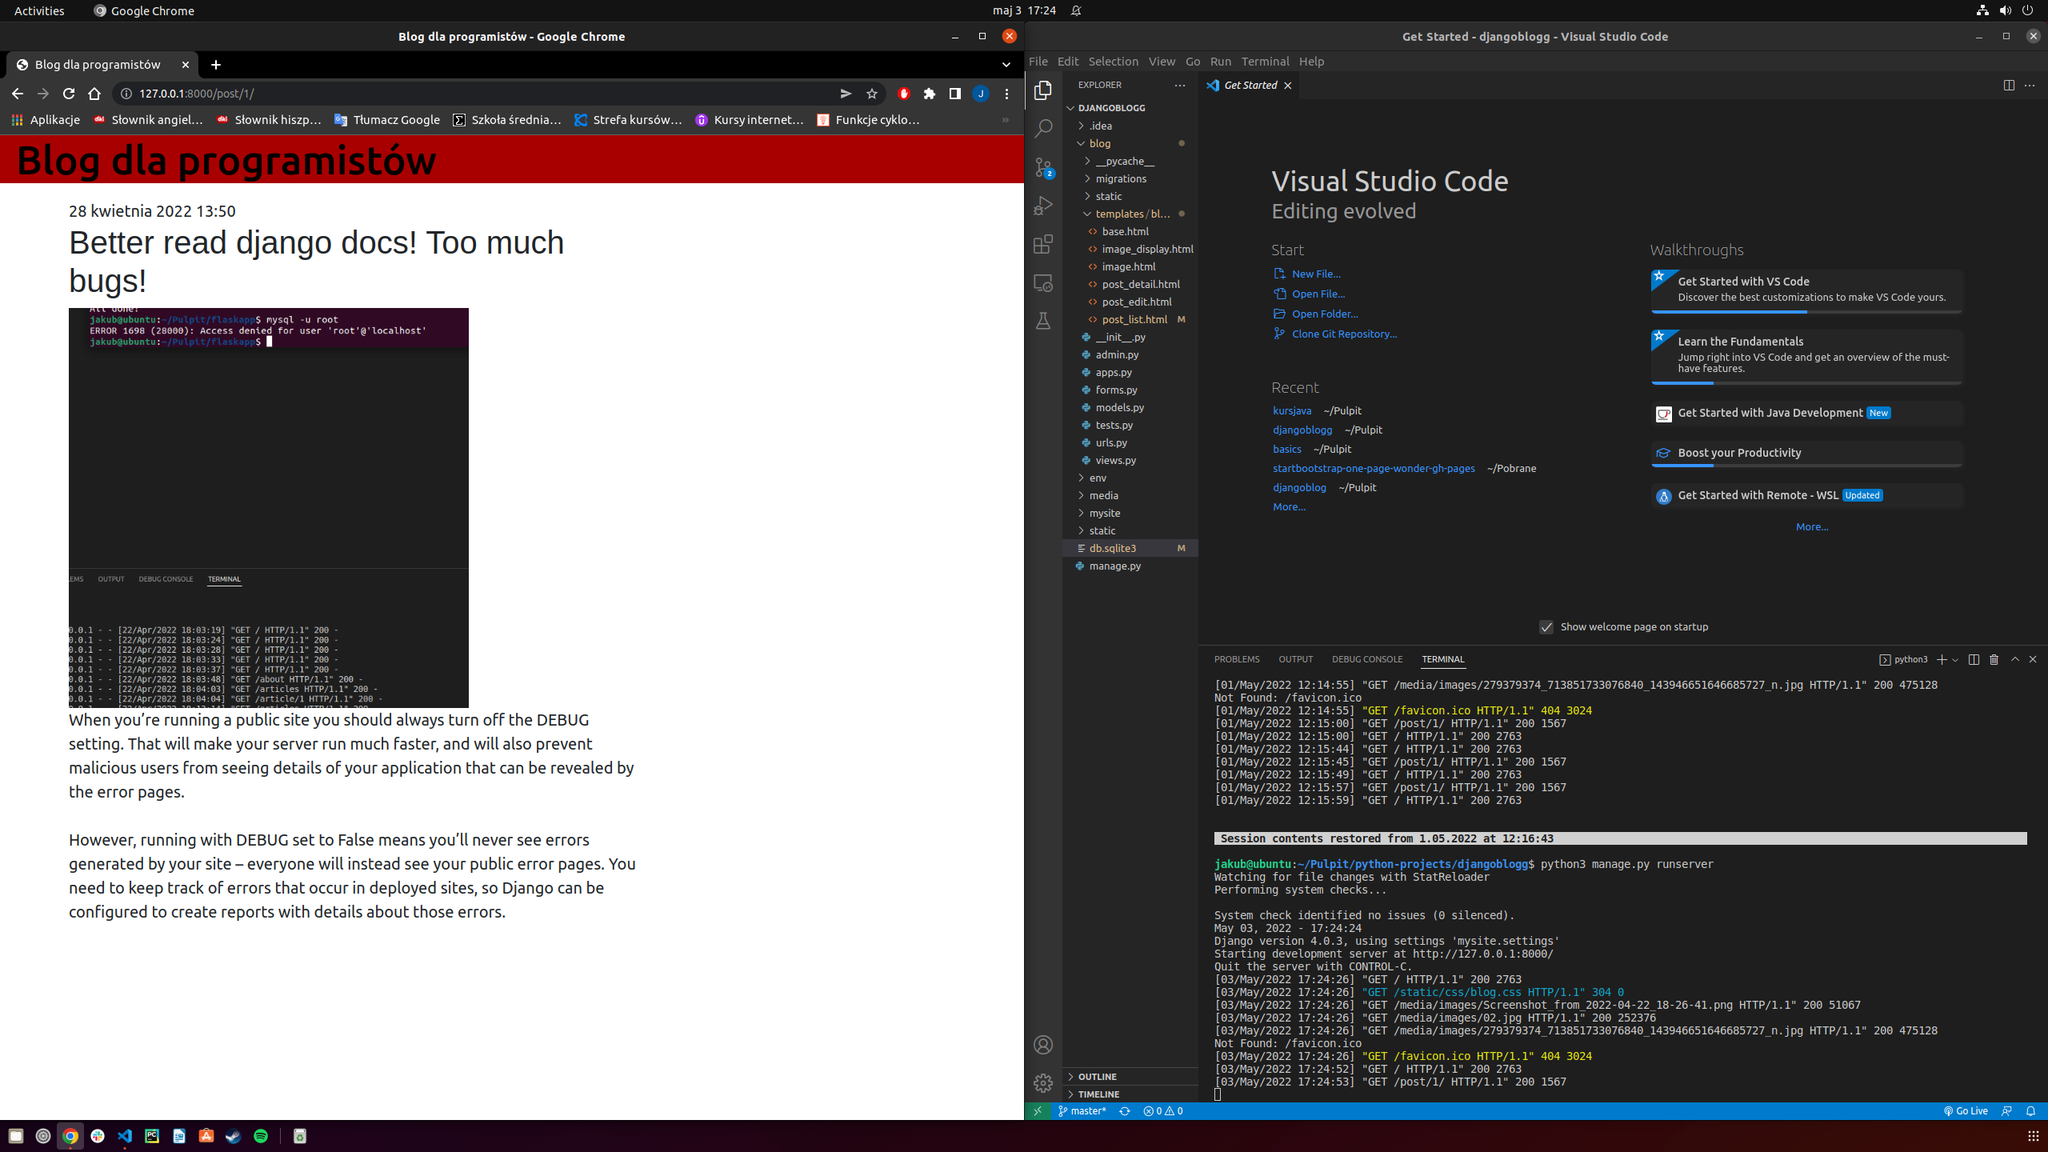 Activities
Google Chrome
maj 3 17:24
Blog dla programistów - Google Chrome
Blog dla programistów
127.0.0.1:8000/post/1/
J
Aplikacje
Słownik angiel…
Słownik hiszp…
Tłumacz Google
Szkoła średnia…
Strefa kursów…
Kursy internet…
Funkcje cyklo…
Blog dla programistów
28 kwietnia 2022 13:50
Better read django docs! Too much
bugs!
jakub@ubuntu:~/Pulpit/flaskapp$ mysql -u root
ERROR 1698 (28000): Access denied for user 'root'@'localhost'
jakub@ubuntu:~/Pulpit/flaskapp$
EMS OUTPUT DEBUG CONSOLE TERMINAL
0.0.1 - - [22/Apr/2022 18:03:19] "GET / HTTP/1.1" 200 -
0.0.1 - - [22/Apr/2022 18:03:24] "GET / HTTP/1.1" 200 -
0.0.1 - - [22/Apr/2022 18:03:28] "GET / HTTP/1.1" 200 -
0.0.1 - - [22/Apr/2022 18:03:33] "GET / HTTP/1.1" 200 -
0.0.1 - - [22/Apr/2022 18:03:37] "GET / HTTP/1.1" 200 -
0.0.1 - - [22/Apr/2022 18:03:48] "GET /about HTTP/1.1" 200 -
0.0.1 - - [22/Apr/2022 18:04:03] "GET /articles HTTP/1.1" 200 -
0.0.1 - - [22/Apr/2022 18:04:04] "GET /article/1 HTTP/1.1" 200 -
When you’re running a public site you should always turn off the DEBUG
setting. That will make your server run much faster, and will also prevent
malicious users from seeing details of your application that can be revealed by
the error pages.
However, running with DEBUG set to False means you’ll never see errors
generated by your site – everyone will instead see your public error pages. You
need to keep track of errors that occur in deployed sites, so Django can be
configured to create reports with details about those errors.
Get Started - djangoblogg - Visual Studio Code
File Edit Selection View Go Run Terminal Help
EXPLORER
DJANGOBLOGG
.idea
blog
__pycache__
migrations
static
templates / bl…
base.html
image_display.html
image.html
post_detail.html
post_edit.html
post_list.html M
__init__.py
admin.py
apps.py
forms.py
models.py
tests.py
urls.py
views.py
env
media
mysite
static
db.sqlite3 M
manage.py
OUTLINE
TIMELINE
2
Get Started
Visual Studio Code
Editing evolved
Start
New File...
Open File...
Open Folder...
Clone Git Repository...
Recent
kursjava ~/Pulpit
djangoblogg ~/Pulpit
basics ~/Pulpit
startbootstrap-one-page-wonder-gh-pages ~/Pobrane
djangoblog ~/Pulpit
More...
Walkthroughs
Get Started with VS Code
Discover the best customizations to make VS Code yours.
Learn the Fundamentals
Jump right into VS Code and get an overview of the must-
have features.
Get Started with Java Development New
Boost your Productivity
Get Started with Remote - WSL Updated
More...
Show welcome page on startup
PROBLEMS OUTPUT DEBUG CONSOLE TERMINAL
python3
[01/May/2022 12:14:55] "GET /media/images/279379374_713851733076840_143946651646685727_n.jpg HTTP/1.1" 200 475128
Not Found: /favicon.ico
[01/May/2022 12:14:55] "GET /favicon.ico HTTP/1.1" 404 3024
[01/May/2022 12:15:00] "GET /post/1/ HTTP/1.1" 200 1567
[01/May/2022 12:15:00] "GET / HTTP/1.1" 200 2763
[01/May/2022 12:15:44] "GET / HTTP/1.1" 200 2763
[01/May/2022 12:15:45] "GET /post/1/ HTTP/1.1" 200 1567
[01/May/2022 12:15:49] "GET / HTTP/1.1" 200 2763
[01/May/2022 12:15:57] "GET /post/1/ HTTP/1.1" 200 1567
[01/May/2022 12:15:59] "GET / HTTP/1.1" 200 2763
Session contents restored from 1.05.2022 at 12:16:43
jakub@ubuntu:~/Pulpit/python-projects/djangoblogg$ python3 manage.py runserver
Watching for file changes with StatReloader
Performing system checks...
System check identified no issues (0 silenced).
May 03, 2022 - 17:24:24
Django version 4.0.3, using settings 'mysite.settings'
Starting development server at http://127.0.0.1:8000/
Quit the server with CONTROL-C.
[03/May/2022 17:24:26] "GET / HTTP/1.1" 200 2763
[03/May/2022 17:24:26] "GET /static/css/blog.css HTTP/1.1" 304 0
[03/May/2022 17:24:26] "GET /media/images/Screenshot_from_2022-04-22_18-26-41.png HTTP/1.1" 200 51067
[03/May/2022 17:24:26] "GET /media/images/02.jpg HTTP/1.1" 200 252376
[03/May/2022 17:24:26] "GET /media/images/279379374_713851733076840_143946651646685727_n.jpg HTTP/1.1" 200 475128
Not Found: /favicon.ico
[03/May/2022 17:24:26] "GET /favicon.ico HTTP/1.1" 404 3024
[03/May/2022 17:24:52] "GET / HTTP/1.1" 200 2763
[03/May/2022 17:24:53] "GET /post/1/ HTTP/1.1" 200 1567
master* 0 0 Go Live